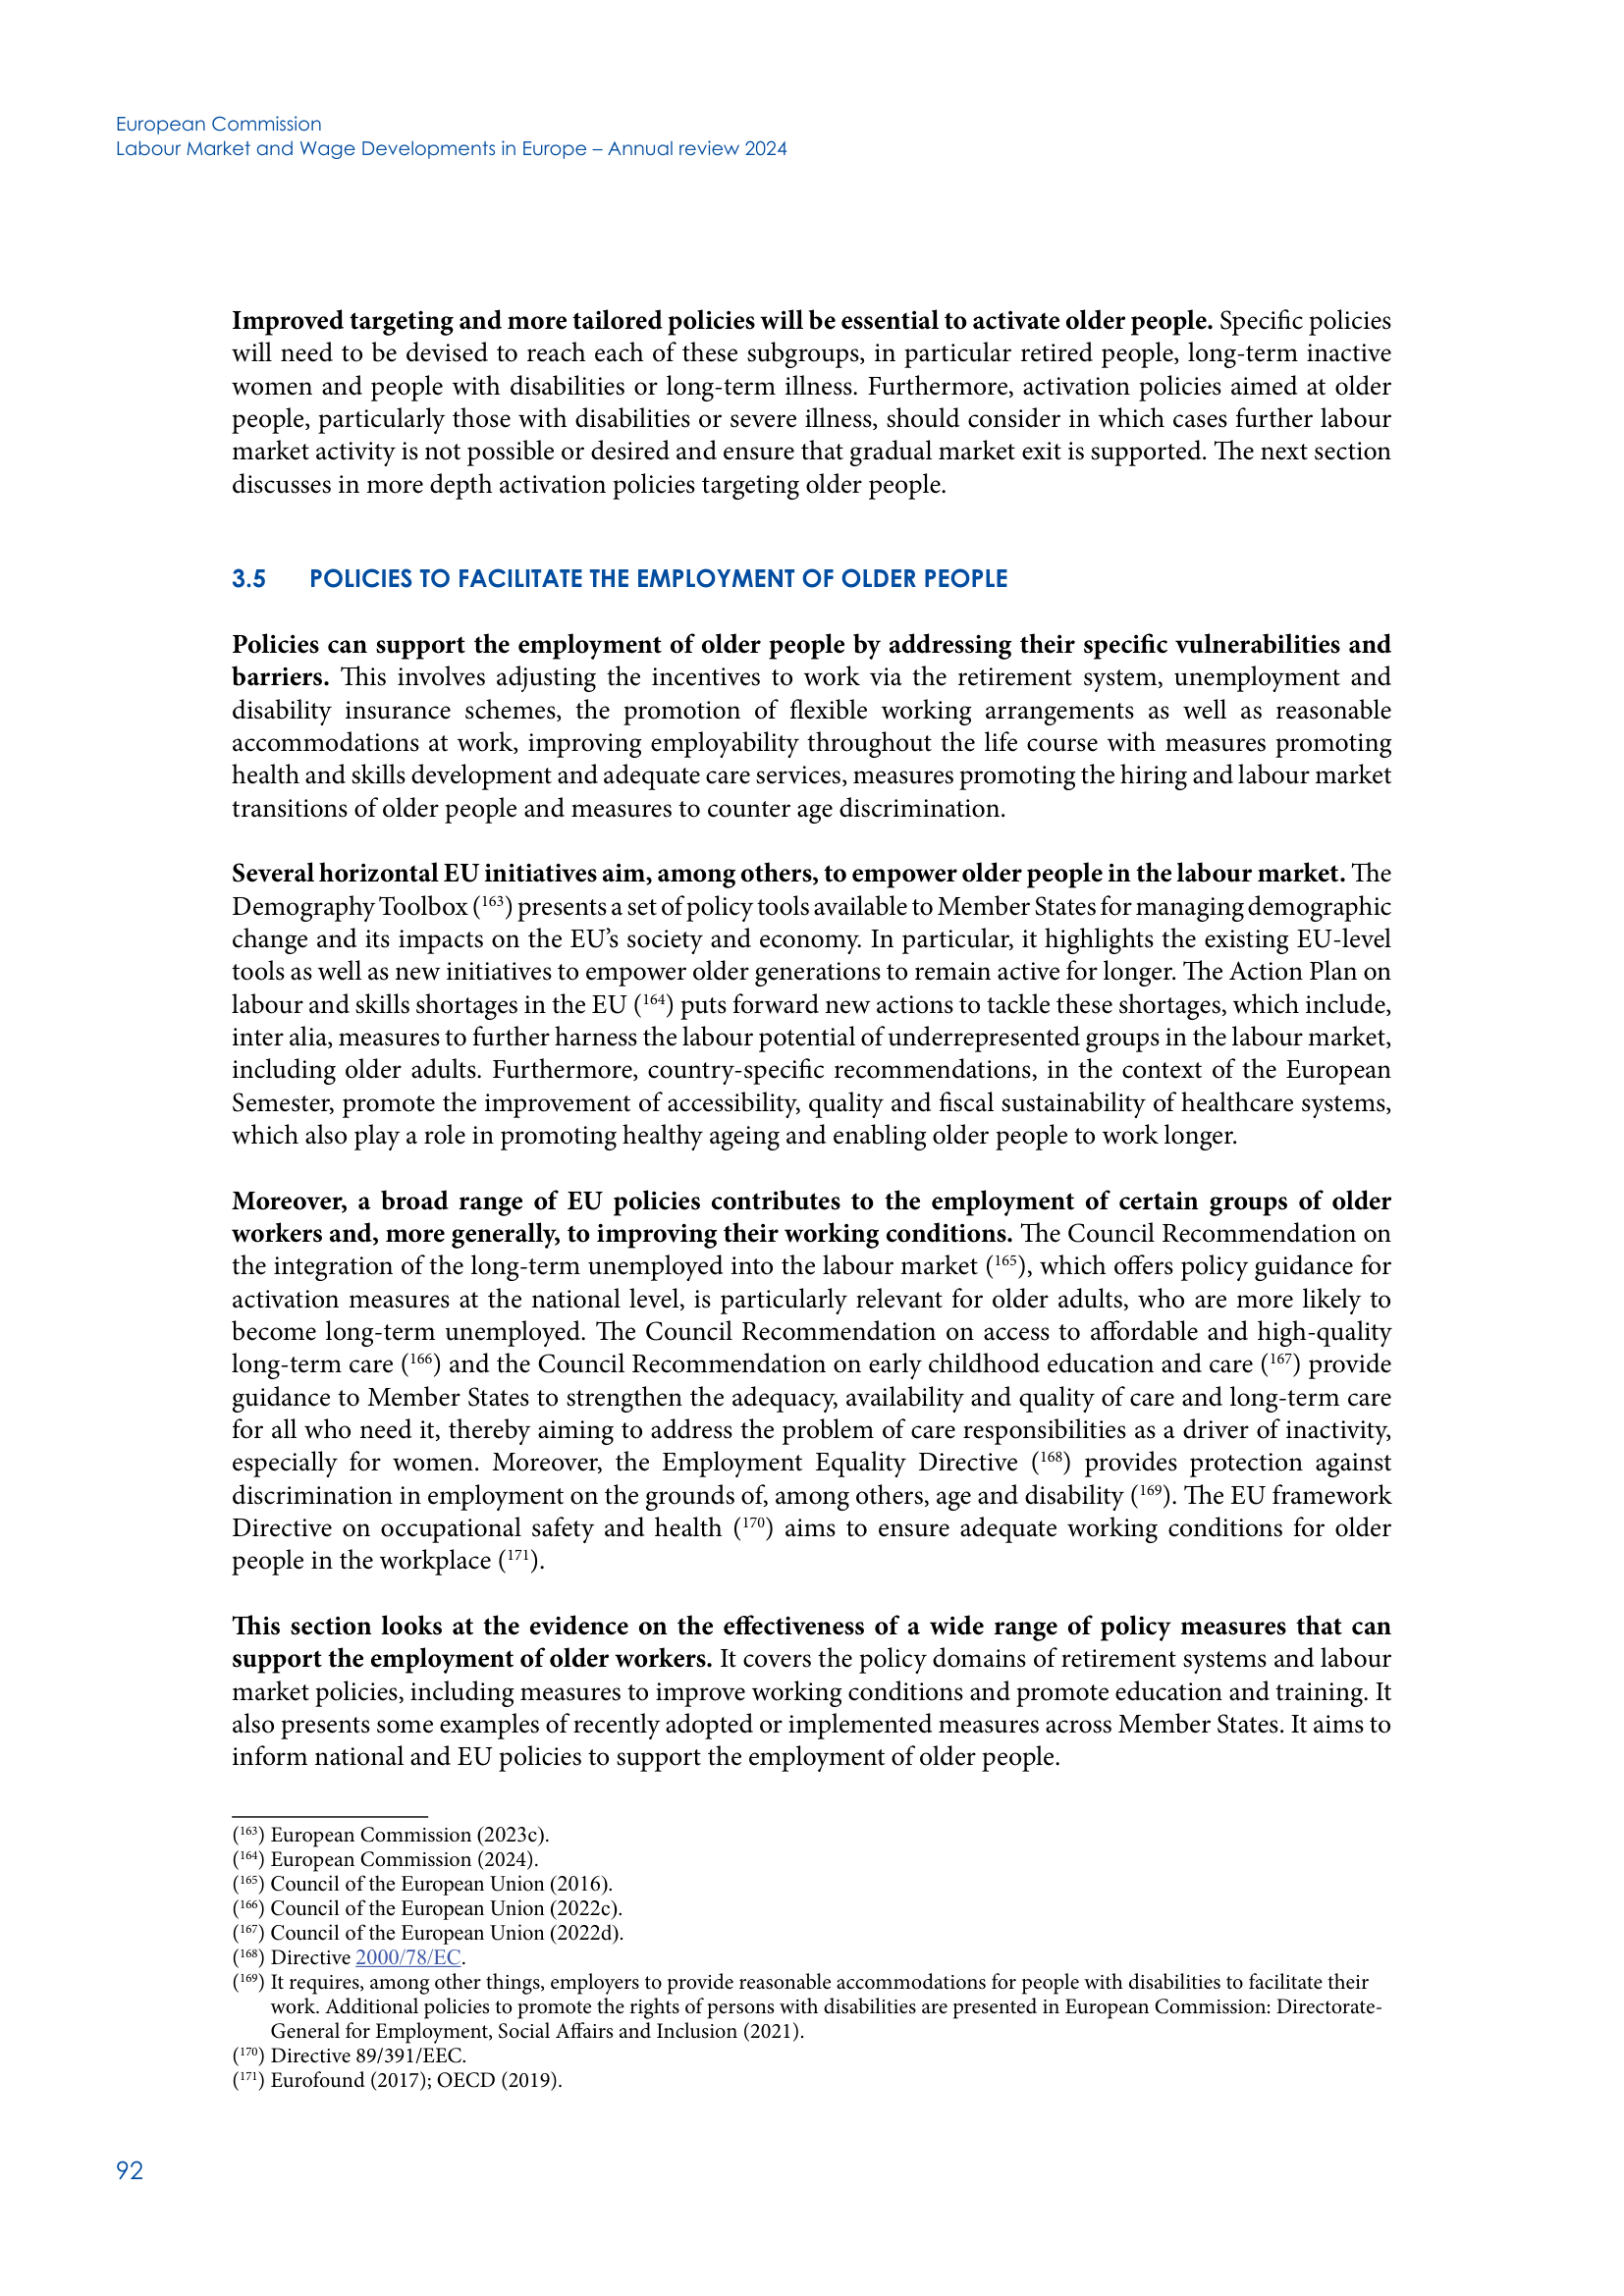 European Commission
Labour Market and Wage Developments in Europe – Annual review 2024
Improved targeting and more tailored policies will be essential to activate older people. Specific policies
will need to be devised to reach each of these subgroups, in particular retired people, long-term inactive
women and people with disabilities or long-term illness. Furthermore, activation policies aimed at older
people, particularly those with disabilities or severe illness, should consider in which cases further labour
market activity is not possible or desired and ensure that gradual market exit is supported. The next section
discusses in more depth activation policies targeting older people.
3.5 POLICIES TO FACILITATE THE EMPLOYMENT OF OLDER PEOPLE
Policies can support the employment of older people by addressing their specific vulnerabilities and
barriers. This involves adjusting the incentives to work via the retirement system, unemployment and
disability insurance schemes, the promotion of flexible working arrangements as well as reasonable
accommodations at work, improving employability throughout the life course with measures promoting
health and skills development and adequate care services, measures promoting the hiring and labour market
transitions of older people and measures to counter age discrimination.
Several horizontal EU initiatives aim, among others, to empower older people in the labour market. The
Demography Toolbox (163) presents a set of policy tools available to Member States for managing demographic
change and its impacts on the EU’s society and economy. In particular, it highlights the existing EU-level
tools as well as new initiatives to empower older generations to remain active for longer. The Action Plan on
labour and skills shortages in the EU (164) puts forward new actions to tackle these shortages, which include,
inter alia, measures to further harness the labour potential of underrepresented groups in the labour market,
including older adults. Furthermore, country-specific recommendations, in the context of the European
Semester, promote the improvement of accessibility, quality and fiscal sustainability of healthcare systems,
which also play a role in promoting healthy ageing and enabling older people to work longer.
Moreover, a broad range of EU policies contributes to the employment of certain groups of older
workers and, more generally, to improving their working conditions. The Council Recommendation on
the integration of the long-term unemployed into the labour market (165), which offers policy guidance for
activation measures at the national level, is particularly relevant for older adults, who are more likely to
become long-term unemployed. The Council Recommendation on access to affordable and high-quality
long-term care (166) and the Council Recommendation on early childhood education and care (167) provide
guidance to Member States to strengthen the adequacy, availability and quality of care and long-term care
for all who need it, thereby aiming to address the problem of care responsibilities as a driver of inactivity,
especially for women. Moreover, the Employment Equality Directive (168) provides protection against
discrimination in employment on the grounds of, among others, age and disability (169). The EU framework
Directive on occupational safety and health (170) aims to ensure adequate working conditions for older
people in the workplace (171).
This section looks at the evidence on the effectiveness of a wide range of policy measures that can
support the employment of older workers. It covers the policy domains of retirement systems and labour
market policies, including measures to improve working conditions and promote education and training. It
also presents some examples of recently adopted or implemented measures across Member States. It aims to
inform national and EU policies to support the employment of older people.
(163) European Commission (2023c).
(164) European Commission (2024).
(165) Council of the European Union (2016).
(166) Council of the European Union (2022c).
(167) Council of the European Union (2022d).
(168) Directive 2000/78/EC.
(169) It requires, among other things, employers to provide reasonable accommodations for people with disabilities to facilitate their
work. Additional policies to promote the rights of persons with disabilities are presented in European Commission: Directorate-
General for Employment, Social Affairs and Inclusion (2021).
(170) Directive 89/391/EEC.
(171) Eurofound (2017); OECD (2019).
92